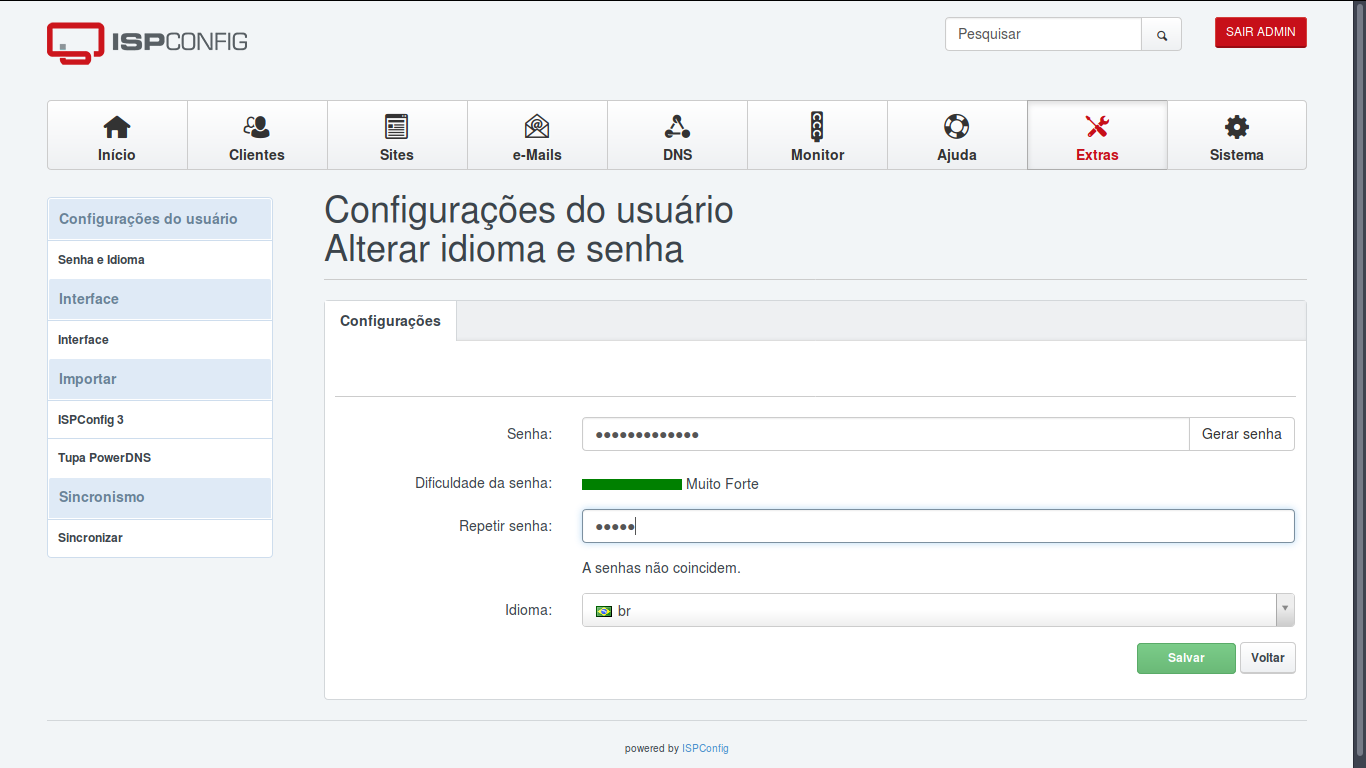 ISPCONFIG
Pesquisar
SAIR ADMIN
Início
Clientes
Sites
e-Mails
DNS
Monitor
Ajuda
Extras
Sistema
Configurações do usuário
Senha e Idioma
Interface
Interface
Importar
ISPConfig 3
Tupa PowerDNS
Sincronismo
Sincronizar
Configurações do usuário
Alterar idioma e senha
Configurações
Senha: ●●●●●●●●●●●●● Gerar senha
Dificuldade da senha: Muito Forte
Repetir senha: ●●●●●
A senhas não coincidem.
Idioma: br
Salvar Voltar
powered by ISPConfig